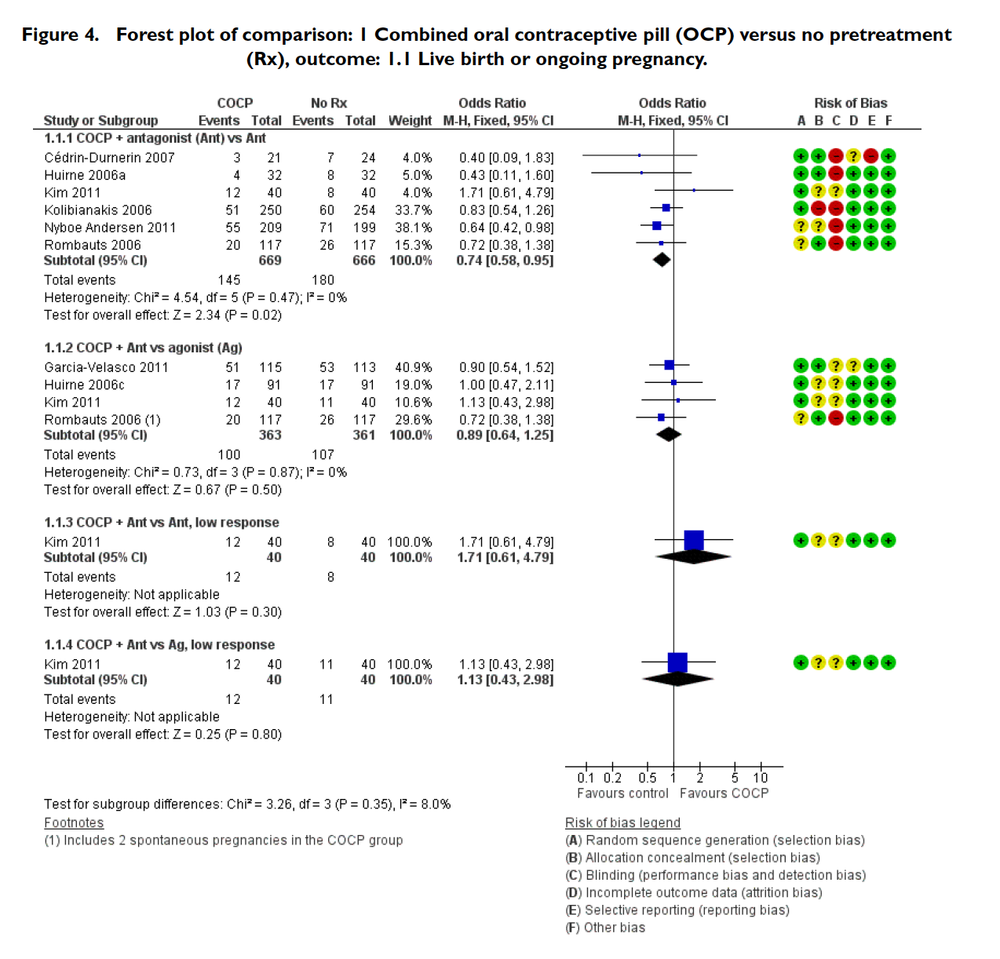 Figure 4. Forest plot of comparison: 1 Combined oral contraceptive pill (OCP) versus no pretreatment
(Rx), outcome: 1.1 Live birth or ongoing pregnancy.
COCP No Rx Odds Ratio Odds Ratio Risk of Bias
Study or Subgroup Events Total Events Total Weight M-H, Fixed, 95% CI M-H, Fixed, 95% CI A B C D E F
1.1.1 COCP + antagonist (Ant) vs Ant
Cédrin-Durnerin 2007 3 21 7 24 4.0% 0.40 [0.09, 1.83] + + - ? - +
Huirne 2006a 4 32 8 32 5.0% 0.43 [0.11, 1.60] + + - + + +
Kim 2011 12 40 8 40 4.0% 1.71 [0.61, 4.79] + ? ? + + +
Kolibianakis 2006 51 250 60 254 33.7% 0.83 [0.54, 1.26] + - - + + +
Nyboe Andersen 2011 55 209 71 199 38.1% 0.64 [0.42, 0.98] ? ? - + + +
Rombauts 2006 20 117 26 117 15.3% 0.72 [0.38, 1.38] ? + - + + +
Subtotal (95% CI) 669 666 100.0% 0.74 [0.58, 0.95]
Total events 145 180
Heterogeneity: Chi² = 4.54, df = 5 (P = 0.47); I² = 0%
Test for overall effect: Z = 2.34 (P = 0.02)
1.1.2 COCP + Ant vs agonist (Ag)
Garcia-Velasco 2011 51 115 53 113 40.9% 0.90 [0.54, 1.52] + + ? ? + +
Huirne 2006c 17 91 17 91 19.0% 1.00 [0.47, 2.11] + ? ? + + +
Kim 2011 12 40 11 40 10.6% 1.13 [0.43, 2.98] + ? ? + + +
Rombauts 2006 (1) 20 117 26 117 29.6% 0.72 [0.38, 1.38] ? + - + + +
Subtotal (95% CI) 363 361 100.0% 0.89 [0.64, 1.25]
Total events 100 107
Heterogeneity: Chi² = 0.73, df = 3 (P = 0.87); I² = 0%
Test for overall effect: Z = 0.67 (P = 0.50)
1.1.3 COCP + Ant vs Ant, low response
Kim 2011 12 40 8 40 100.0% 1.71 [0.61, 4.79] + ? ? + + +
Subtotal (95% CI) 40 40 100.0% 1.71 [0.61, 4.79]
Total events 12 8
Heterogeneity: Not applicable
Test for overall effect: Z = 1.03 (P = 0.30)
1.1.4 COCP + Ant vs Ag, low response
Kim 2011 12 40 11 40 100.0% 1.13 [0.43, 2.98] + ? ? + + +
Subtotal (95% CI) 40 40 100.0% 1.13 [0.43, 2.98]
Total events 12 11
Heterogeneity: Not applicable
Test for overall effect: Z = 0.25 (P = 0.80)
0.1 0.2 0.5 1 2 5 10
Favours control Favours COCP
Test for subgroup differences: Chi² = 3.26, df = 3 (P = 0.35), I² = 8.0%
Footnotes
(1) Includes 2 spontaneous pregnancies in the COCP group
Risk of bias legend
(A) Random sequence generation (selection bias)
(B) Allocation concealment (selection bias)
(C) Blinding (performance bias and detection bias)
(D) Incomplete outcome data (attrition bias)
(E) Selective reporting (reporting bias)
(F) Other bias